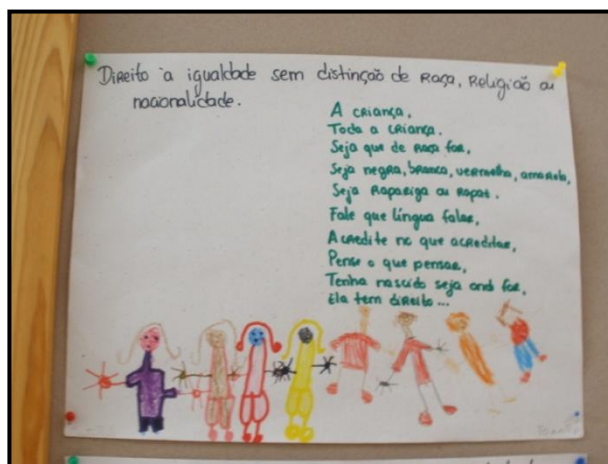 Direito à igualdade sem distinção de raça, religião ou
nacionalidade.
A criança,
Toda a criança.
Seja que de raça for,
Seja negra, branca, vermelha, amarela,
Seja rapariga ou rapaz.
Fale que língua falar,
Acredite no que acreditar,
Pense o que pensar,
Tenha nascido seja ond for,
Ela tem direito...